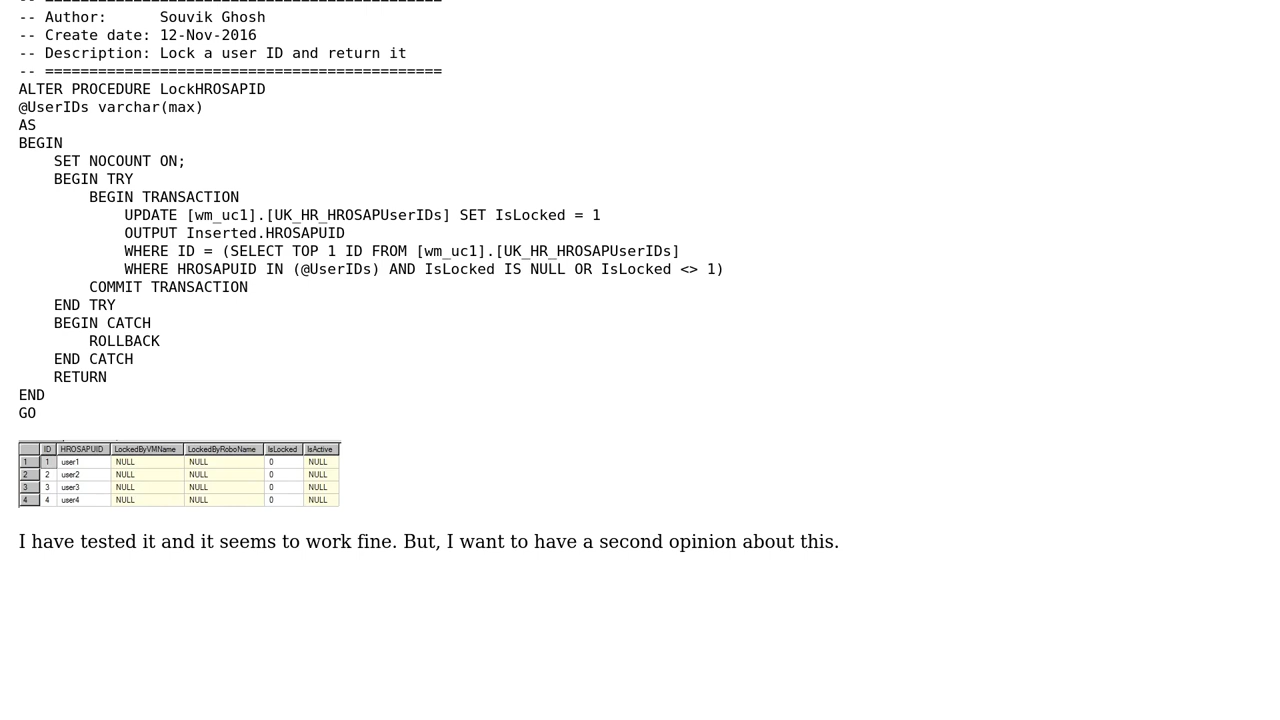 -- =============================================
-- Author:      Souvik Ghosh
-- Create date: 12-Nov-2016
-- Description: Lock a user ID and return it
-- =============================================
ALTER PROCEDURE LockHROSAPID
@UserIDs varchar(max)
AS
BEGIN
    SET NOCOUNT ON;
    BEGIN TRY
        BEGIN TRANSACTION
            UPDATE [wm_uc1].[UK_HR_HROSAPUserIDs] SET IsLocked = 1
            OUTPUT Inserted.HROSAPUID
            WHERE ID = (SELECT TOP 1 ID FROM [wm_uc1].[UK_HR_HROSAPUserIDs]
            WHERE HROSAPUID IN (@UserIDs) AND IsLocked IS NULL OR IsLocked <> 1)
        COMMIT TRANSACTION
    END TRY
    BEGIN CATCH
        ROLLBACK
    END CATCH
    RETURN
END
GO
ID HROSAPUID LockedByVMName LockedByRoboName IsLocked IsActive
1 1 user1 NULL NULL 0 NULL
2 2 user2 NULL NULL 0 NULL
3 3 user3 NULL NULL 0 NULL
4 4 user4 NULL NULL 0 NULL
I have tested it and it seems to work fine. But, I want to have a second opinion about this.